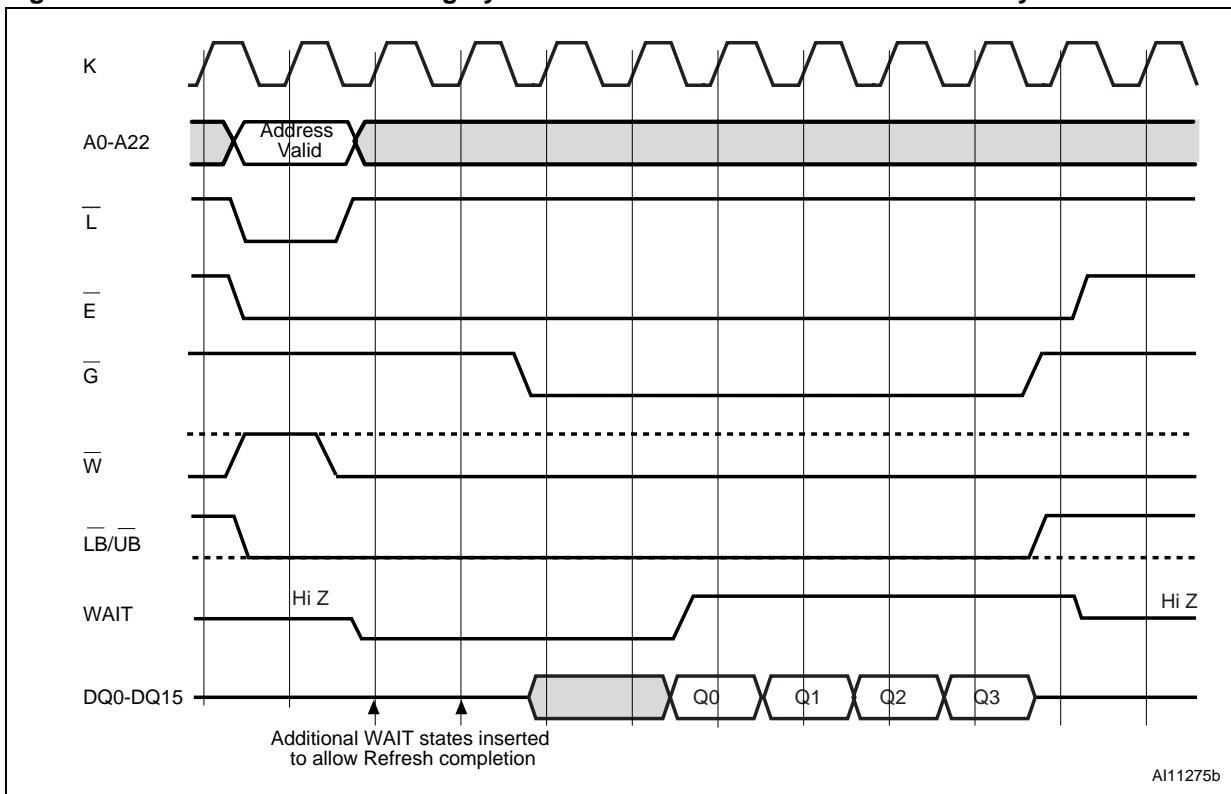 K
A0-A22
Address
Valid
L
E
G
W
LB/UB
WAIT
Hi Z
Hi Z
DQ0-DQ15
Q0
Q1
Q2
Q3
Additional WAIT states inserted
to allow Refresh completion
AI11275b